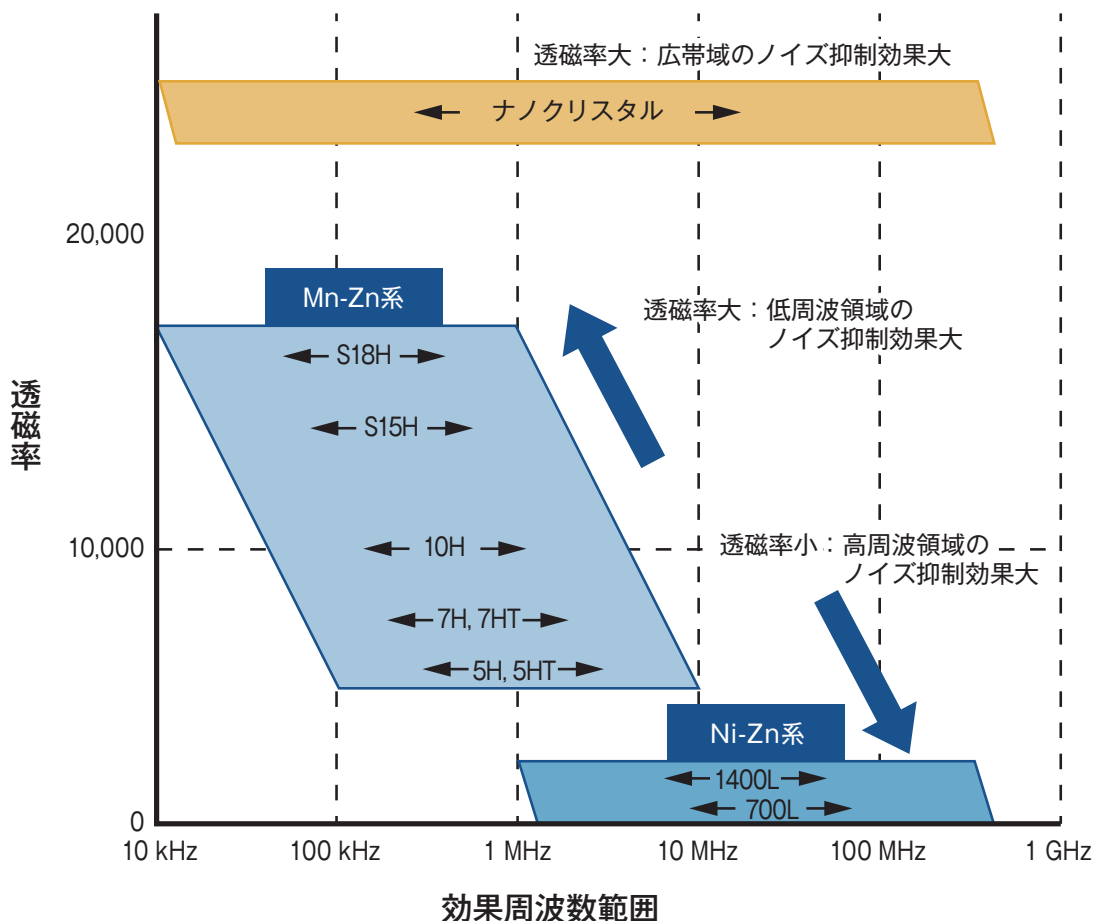 透磁率大：広帯域のノイズ抑制効果大
ナノクリスタル
20,000
Mn-Zn系
透磁率大：低周波領域の
ノイズ抑制効果大
S18H
S15H
透磁率
10,000
10H
透磁率小：高周波領域の
ノイズ抑制効果大
7H, 7HT
5H, 5HT
Ni-Zn系
1400L
700L
0
10 kHz 100 kHz 1 MHz 10 MHz 100 MHz 1 GHz
効果周波数範囲